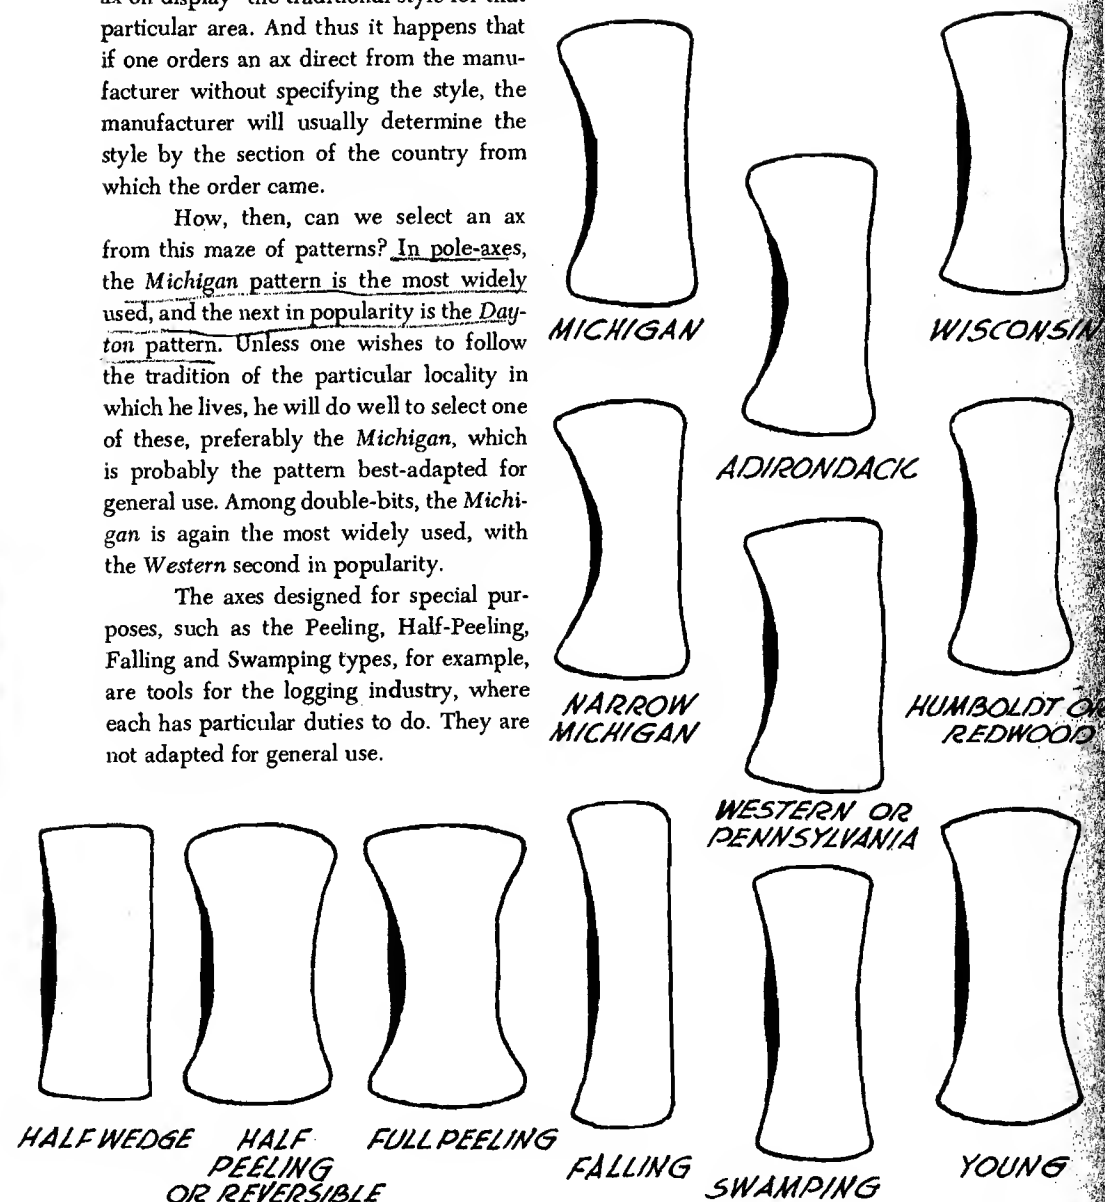 ax on display—the traditional style for that
particular area. And thus it happens that
if one orders an ax direct from the manu-
facturer without specifying the style, the
manufacturer will usually determine the
style by the section of the country from
which the order came.
How, then, can we select an ax
from this maze of patterns? In pole-axes,
the Michigan pattern is the most widely
used, and the next in popularity is the Day-
ton pattern. Unless one wishes to follow
the tradition of the particular locality in
which he lives, he will do well to select one
of these, preferably the Michigan, which
is probably the pattern best-adapted for
general use. Among double-bits, the Michi-
gan is again the most widely used, with
the Western second in popularity.
The axes designed for special pur-
poses, such as the Peeling, Half-Peeling,
Falling and Swamping types, for example,
are tools for the logging industry, where
each has particular duties to do. They are
not adapted for general use.
MICHIGAN
WISCONSIN
ADIRONDACK
NARROW
MICHIGAN
HUMBOLDT OR
REDWOOD
WESTERN OR
PENNSYLVANIA
HALF WEDGE
HALF
PEELING
OR REVERSIBLE
FULL PEELING
FALLING
SWAMPING
YOUNG